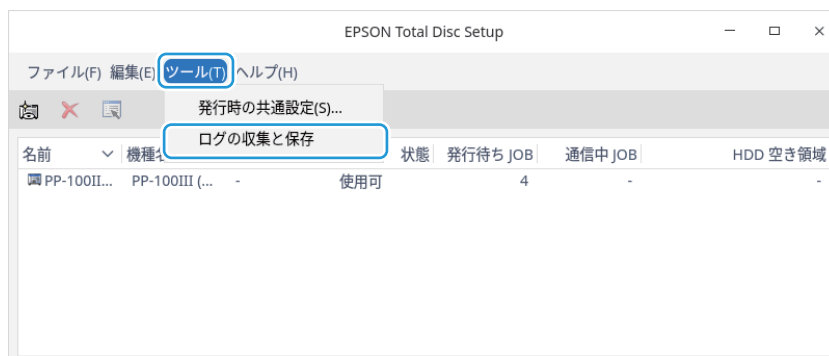 EPSON Total Disc Setup
ファイル(F) 編集(E) ツール(T) ヘルプ(H)
発行時の共通設定(S)...
ログの収集と保存
名前 機種 状態 発行待ち JOB 通信中 JOB HDD 空き領域
PP-100II... PP-100III (... - 使用可 4 - -